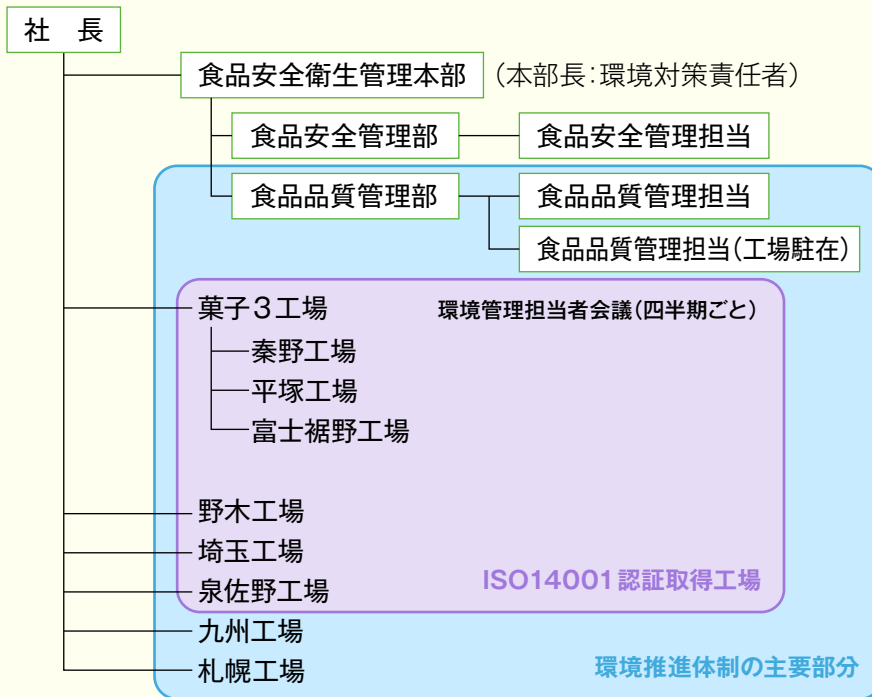 社　長
食品安全衛生管理本部（本部長：環境対策責任者）
食品安全管理部　食品安全管理担当
食品品質管理部　食品品質管理担当
食品品質管理担当（工場駐在）
菓子３工場　環境管理担当者会議（四半期ごと）
秦野工場
平塚工場
富士裾野工場
野木工場
埼玉工場
ISO14001認証取得工場
泉佐野工場
九州工場
環境推進体制の主要部分
札幌工場